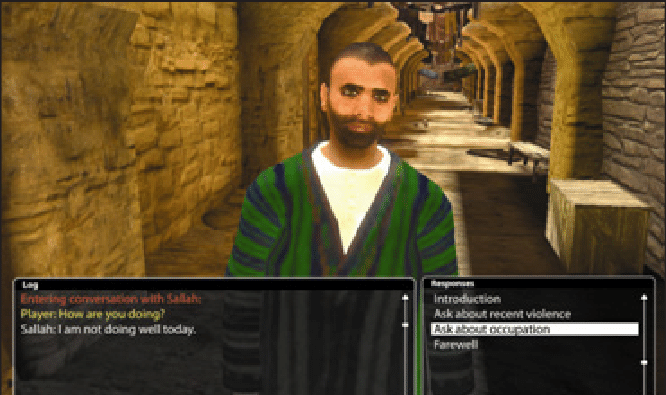 Log
Entering conversation with Sallah:
Player: How are you doing?
Sallah: I am not doing well today.
Responses
Introduction
Ask about recent violence
Ask about occupation
Farewell